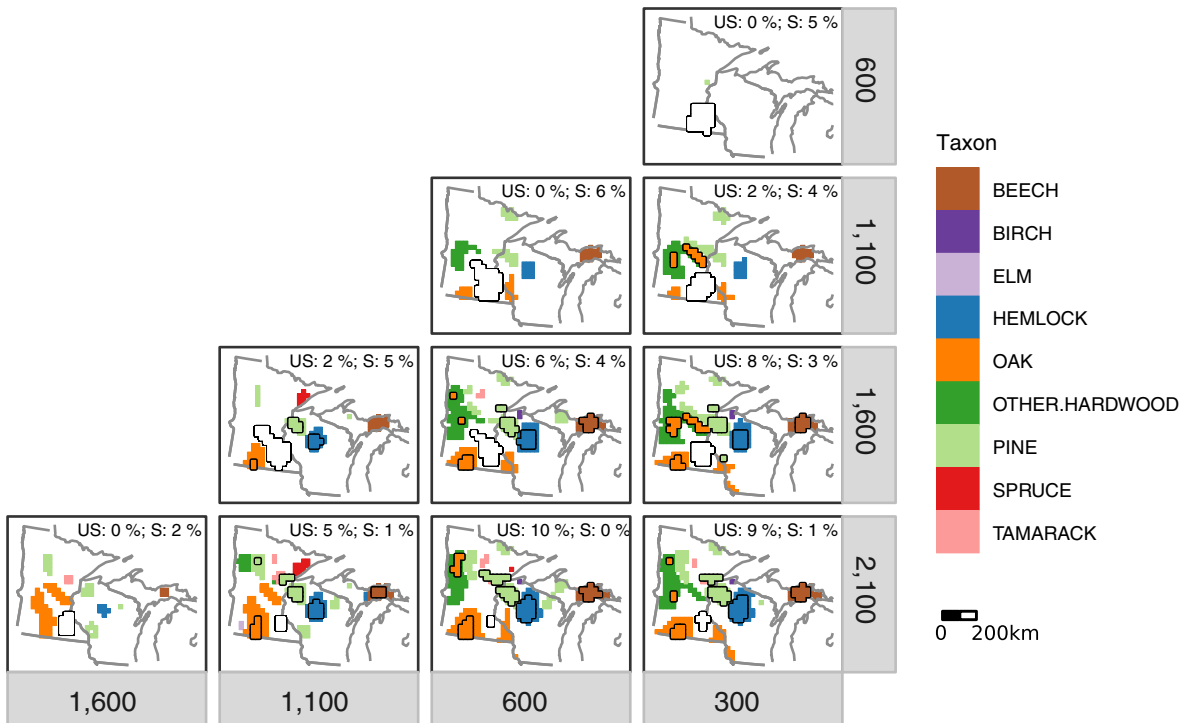 US: 0 %; S: 5 %
600
US: 0 %; S: 6 %
US: 2 %; S: 4 %
1,100
US: 2 %; S: 5 %
US: 6 %; S: 4 %
US: 8 %; S: 3 %
1,600
US: 0 %; S: 2 %
US: 5 %; S: 1 %
US: 10 %; S: 0 %
US: 9 %; S: 1 %
2,100
1,600
1,100
600
300
Taxon
BEECH
BIRCH
ELM
HEMLOCK
OAK
OTHER.HARDWOOD
PINE
SPRUCE
TAMARACK
0 200km